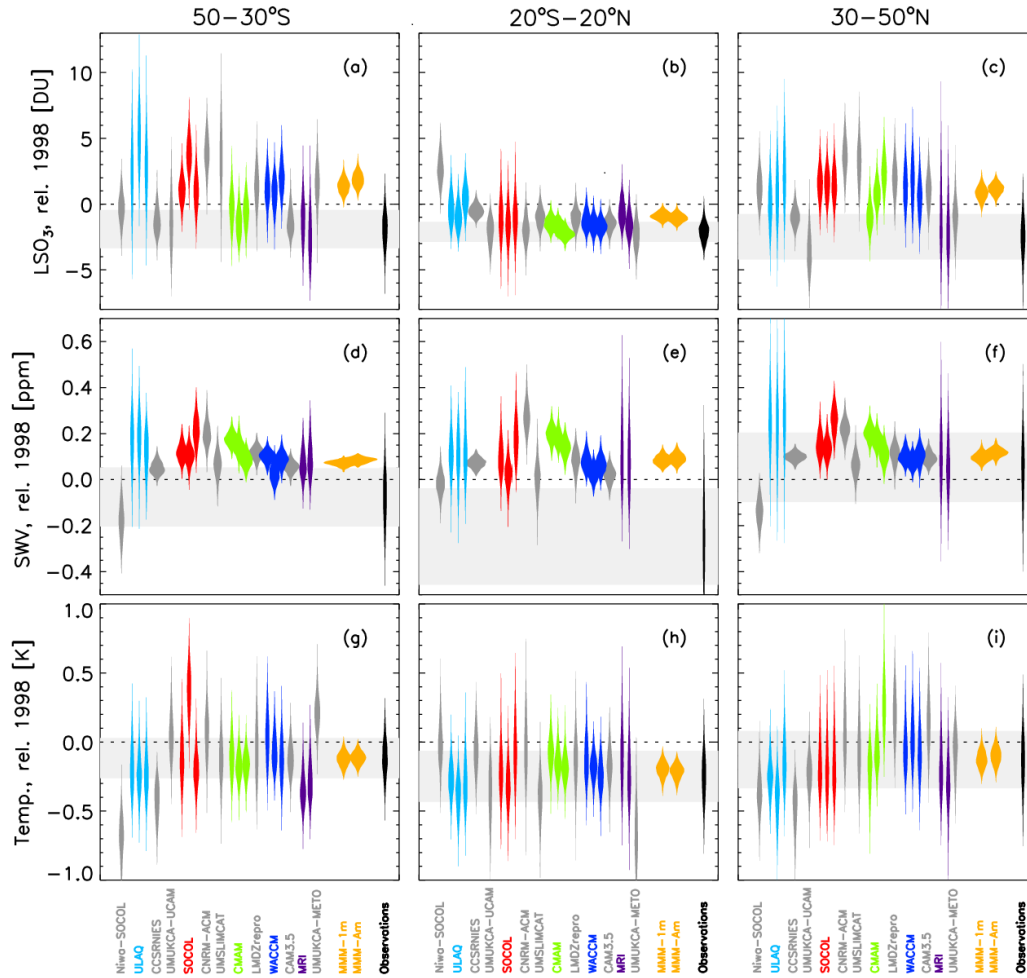 50−30°S 20°S−20°N 30−50°N
LSO₃, rel. 1998 [DU]
10
5
0
−5
(a) (b) (c)
SWV, rel. 1998 [ppm]
0.6
0.4
0.2
0.0
−0.2
−0.4
(d) (e) (f)
Temp., rel. 1998 [K]
1.0
0.5
0.0
−0.5
−1.0
(g) (h) (i)
Niwa−SOCOL
ULAQ
CCSRNIES
UMUKCA−UCAM
SOCOL
CNRM−ACM
UMSLIMCAT
CMAM
LMDZrepro
WACCM
CAM3.5
MRI
UMUKCA−METO
MMM−1m
MMM−Am
Observations
Niwa−SOCOL
ULAQ
CCSRNIES
UMUKCA−UCAM
SOCOL
CNRM−ACM
UMSLIMCAT
CMAM
LMDZrepro
WACCM
CAM3.5
MRI
UMUKCA−METO
MMM−1m
MMM−Am
Observations
Niwa−SOCOL
ULAQ
CCSRNIES
UMUKCA−UCAM
SOCOL
CNRM−ACM
UMSLIMCAT
CMAM
LMDZrepro
WACCM
CAM3.5
MRI
UMUKCA−METO
MMM−1m
MMM−Am
Observations